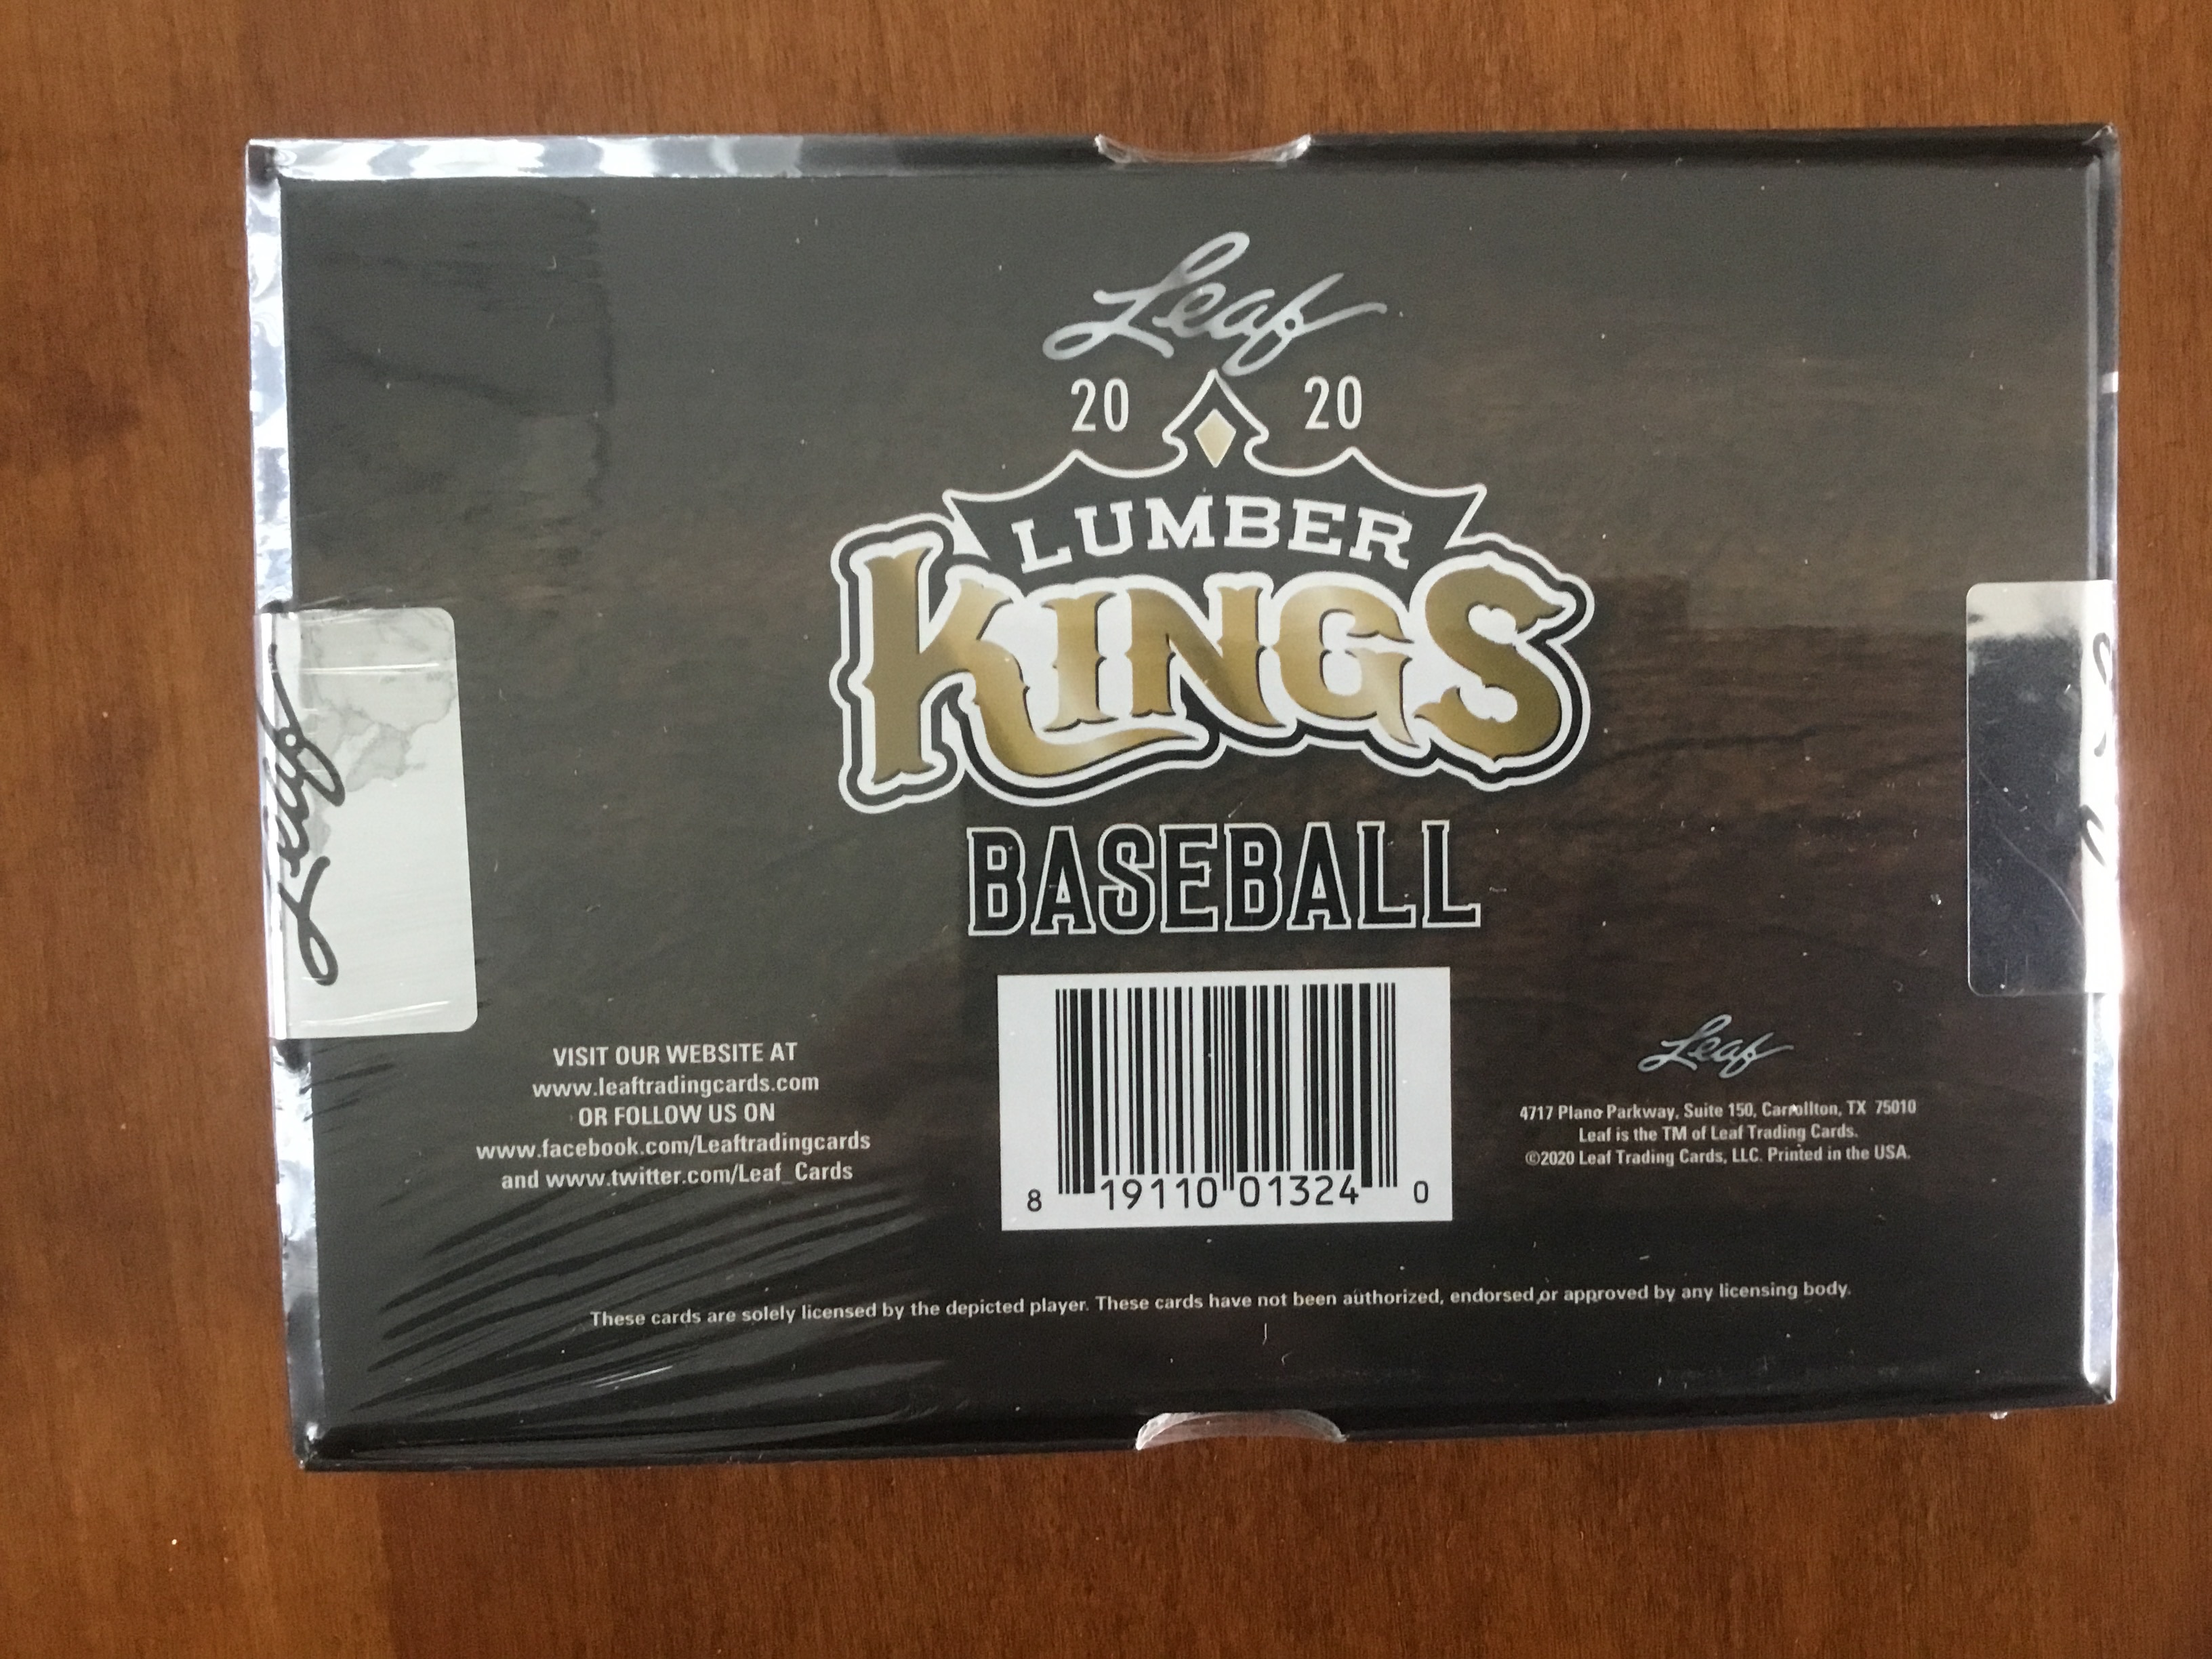 Leaf
20 20
LUMBER
KINGS
BASEBALL
Leaf
VISIT OUR WEBSITE AT
www.leaftradingcards.com
OR FOLLOW US ON
www.facebook.com/Leaftradingcards
and www.twitter.com/Leaf_Cards
8 19110 01324 0
Leaf
4717 Plano Parkway, Suite 150, Carrollton, TX 75010
Leaf is the TM of Leaf Trading Cards.
©2020 Leaf Trading Cards, LLC. Printed in the USA.
These cards are solely licensed by the depicted player. These cards have not been authorized, endorsed,or approved by any licensing body.